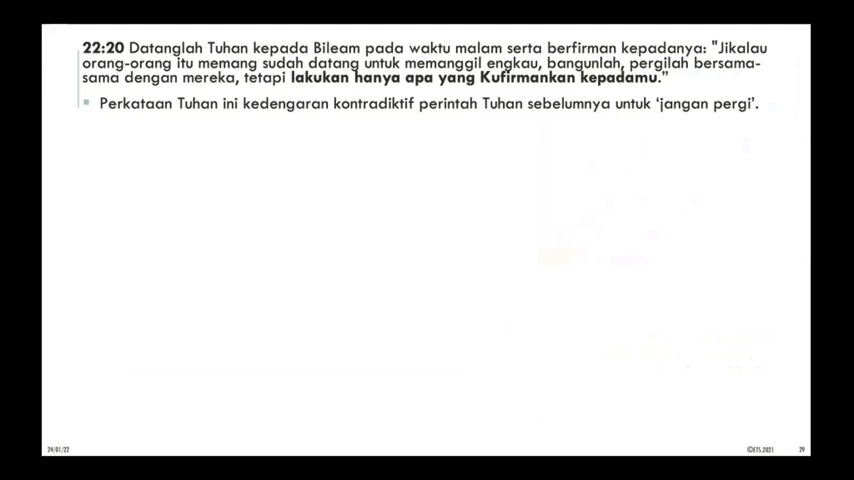 22:20 Datanglah Tuhan kepada Bileam pada waktu malam serta berfirman kepadanya: "Jikalau
orang-orang itu memang sudah datang untuk memanggil engkau, bangunlah, pergilah bersama-
sama dengan mereka, tetapi lakukan hanya apa yang Kufirmankan kepadamu.”
▪ Perkataan Tuhan ini kedengaran kontradiktif perintah Tuhan sebelumnya untuk ‘jangan pergi’.
24/01/22
©ETS.2021
29